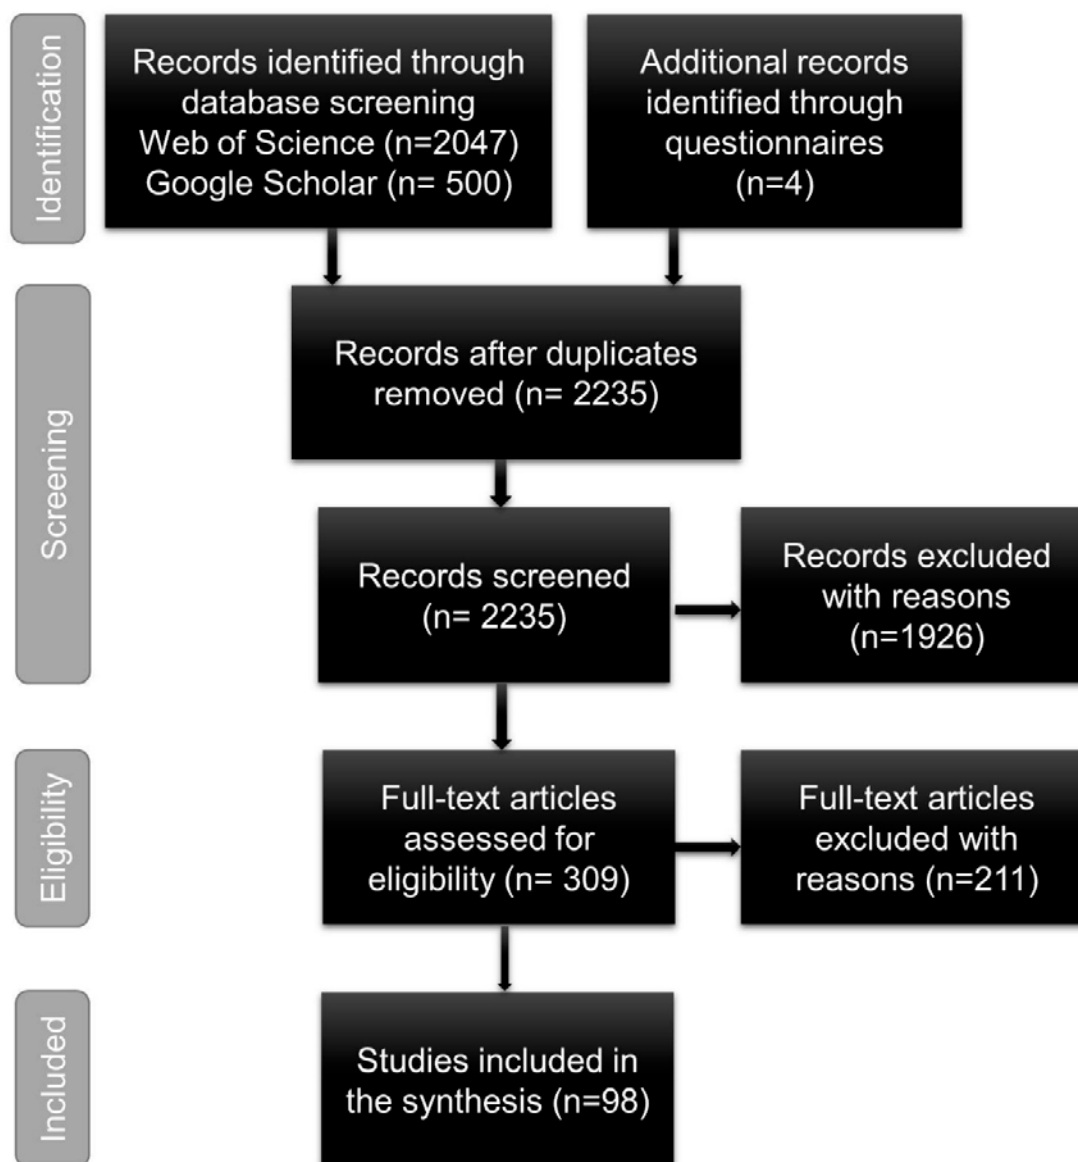 Identification
Records identified through
database screening
Web of Science (n=2047)
Google Scholar (n= 500)
Additional records
identified through
questionnaires
(n=4)
Screening
Records after duplicates
removed (n= 2235)
Records screened
(n= 2235)
Records excluded
with reasons
(n=1926)
Eligibility
Full-text articles
assessed for
eligibility (n= 309)
Full-text articles
excluded with
reasons (n=211)
Included
Studies included in
the synthesis (n=98)